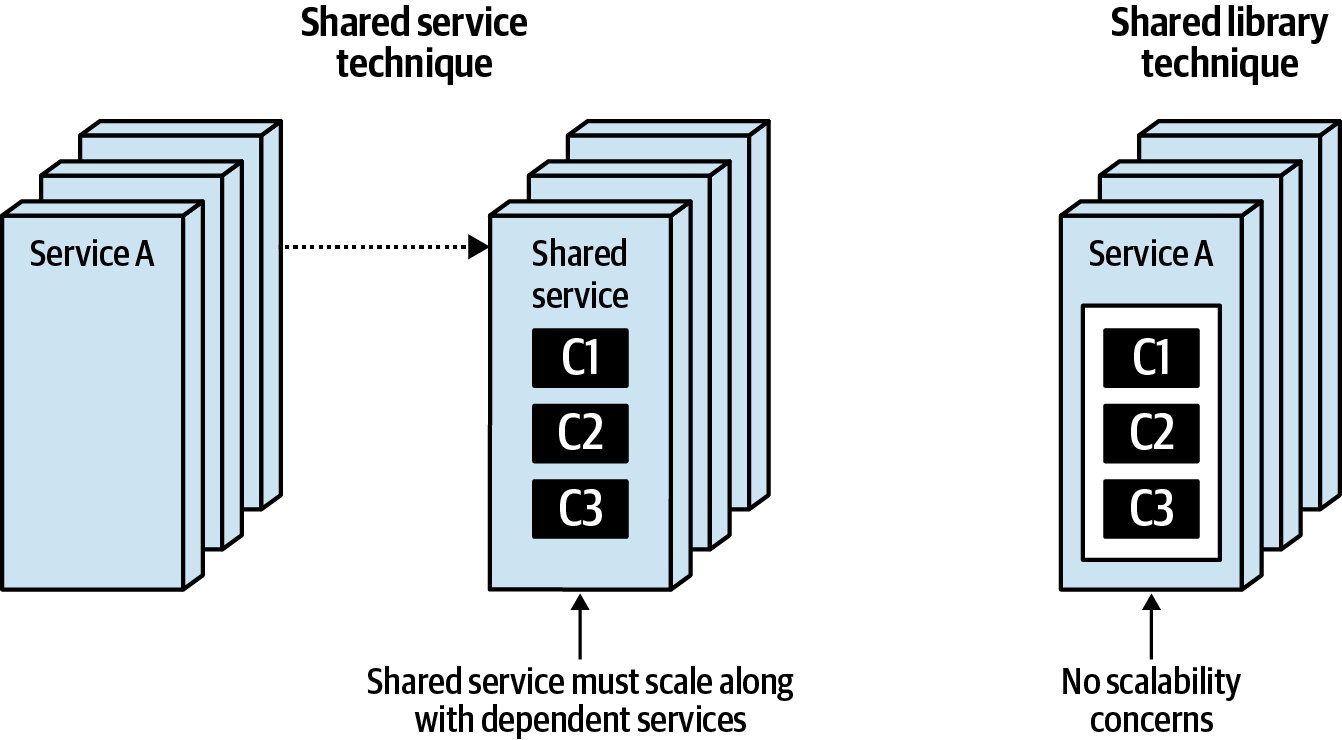 Shared service
technique
Service A
Shared
service
C1
C2
C3
Shared service must scale along
with dependent services
Shared library
technique
Service A
C1
C2
C3
No scalability
concerns